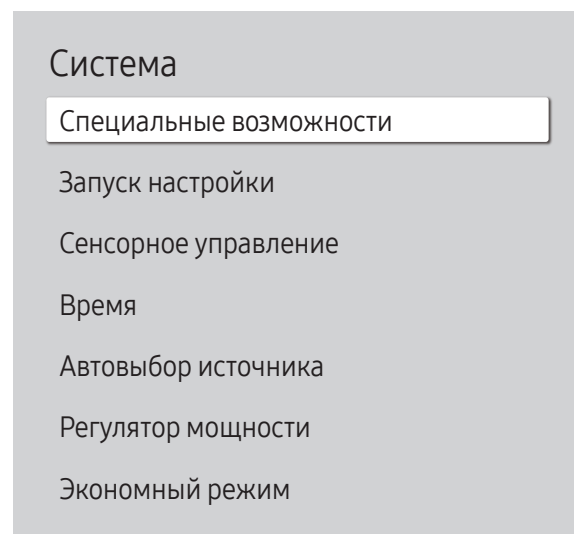 Система
Специальные возможности
Запуск настройки
Сенсорное управление
Время
Автовыбор источника
Регулятор мощности
Экономный режим